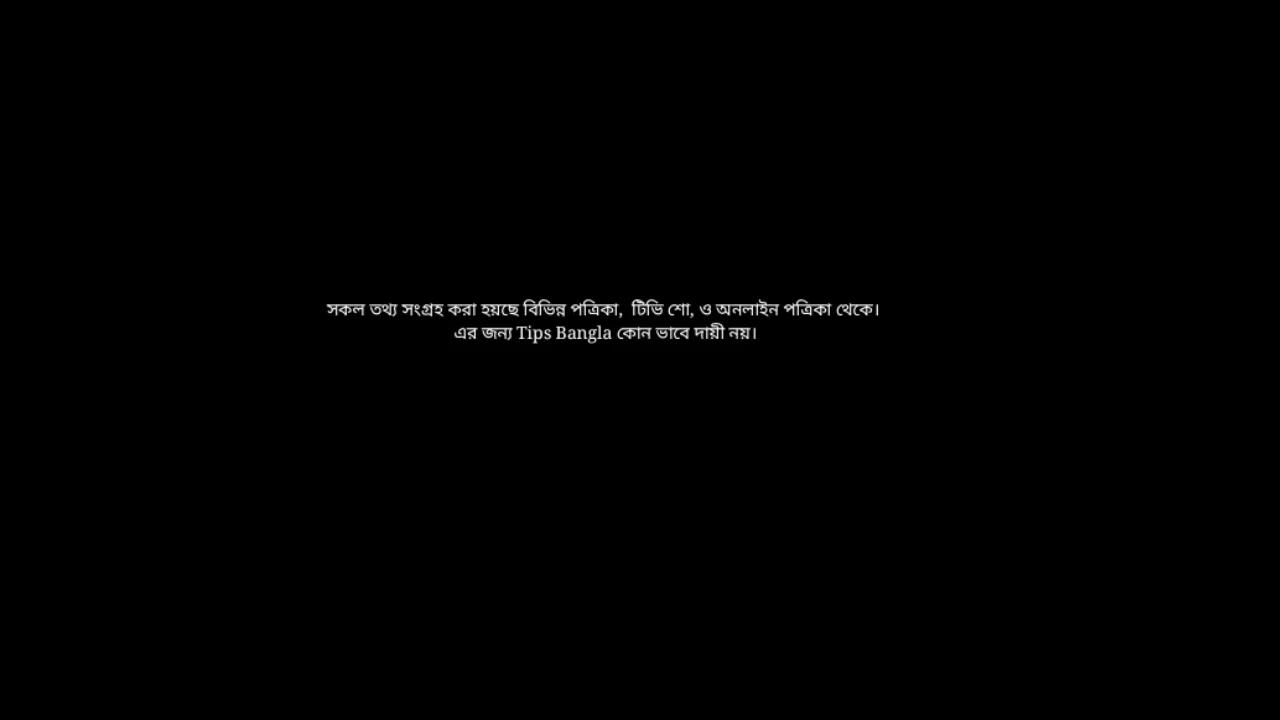 সকল তথ্য সংগ্রহ করা হয়ছে বিভিন্ন পত্রিকা, টিভি শো, ও অনলাইন পত্রিকা থেকে।
এর জন্য Tips Bangla কোন ভাবে দায়ী নয়।